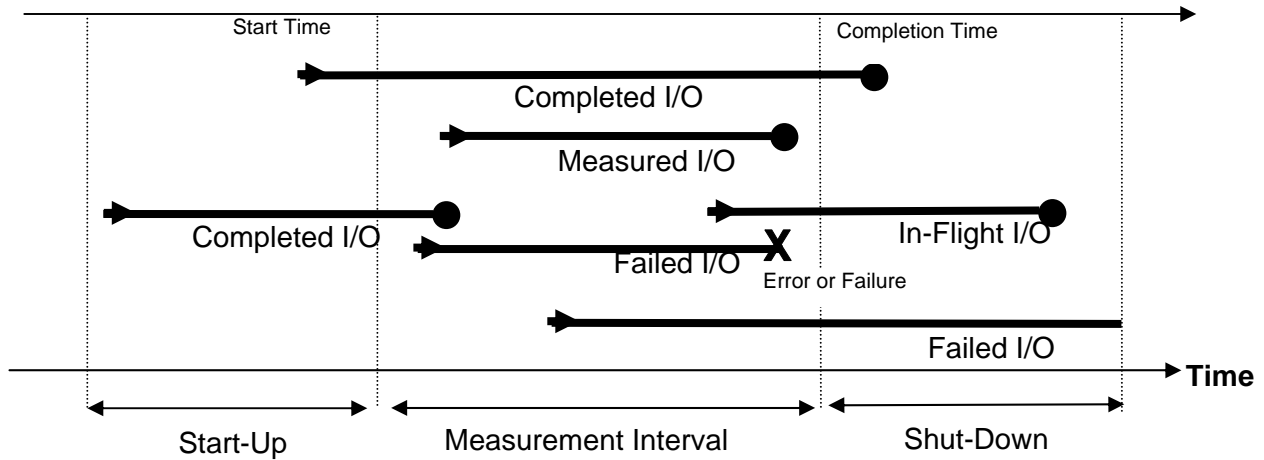 Start Time
Completion Time
Completed I/O
Measured I/O
Completed I/O
In-Flight I/O
Failed I/O
X
Error or Failure
Failed I/O
Time
Start-Up
Measurement Interval
Shut-Down